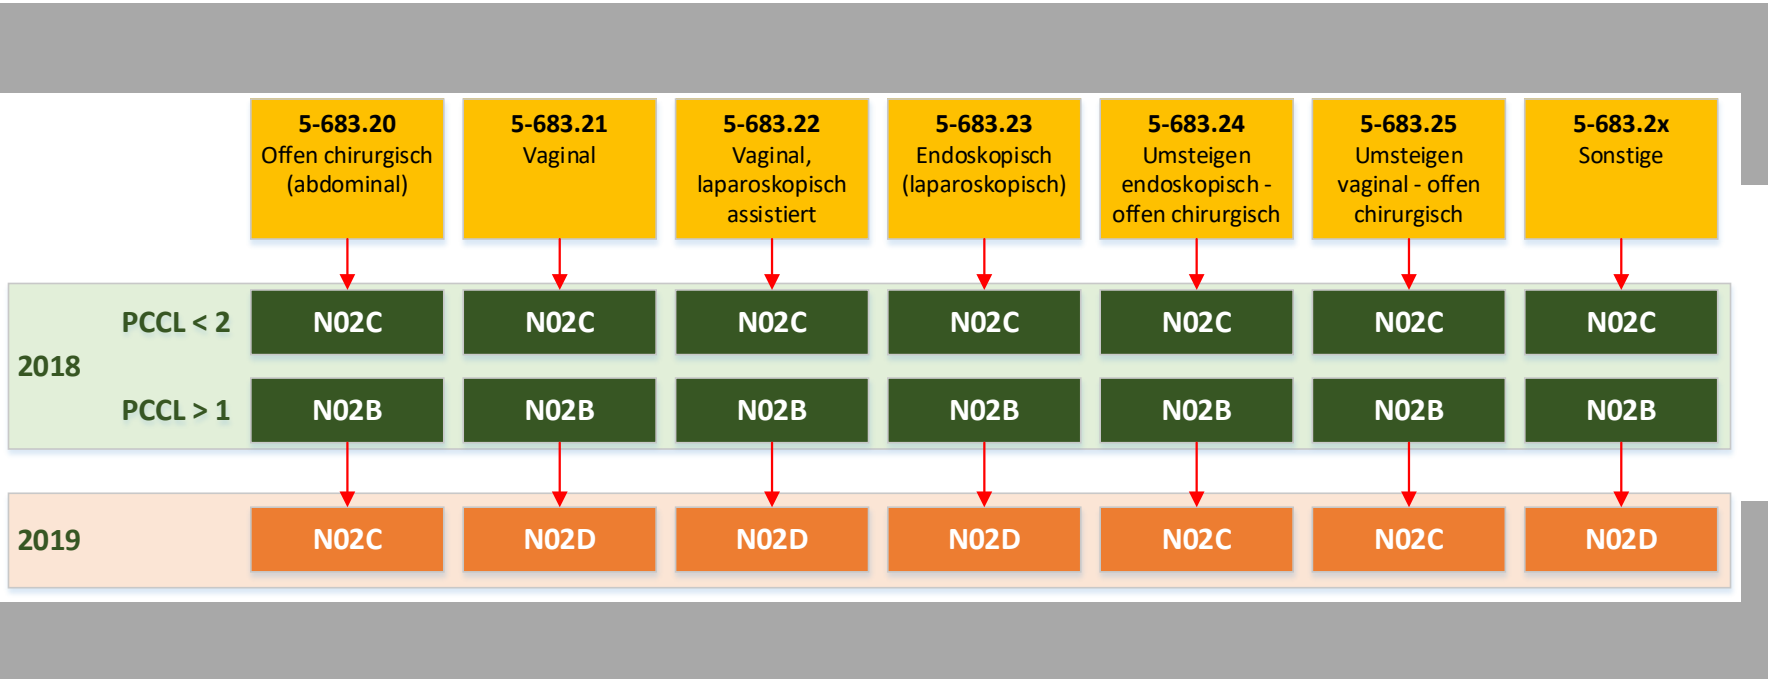 5-683.20
Offen chirurgisch
(abdominal)
5-683.21
Vaginal
5-683.22
Vaginal,
laparoskopisch
assistiert
5-683.23
Endoskopisch
(laparoskopisch)
5-683.24
Umsteigen
endoskopisch -
offen chirurgisch
5-683.25
Umsteigen
vaginal - offen
chirurgisch
5-683.2x
Sonstige
2018
PCCL < 2
N02C
N02C
N02C
N02C
N02C
N02C
N02C
PCCL > 1
N02B
N02B
N02B
N02B
N02B
N02B
N02B
2019
N02C
N02D
N02D
N02D
N02C
N02C
N02D